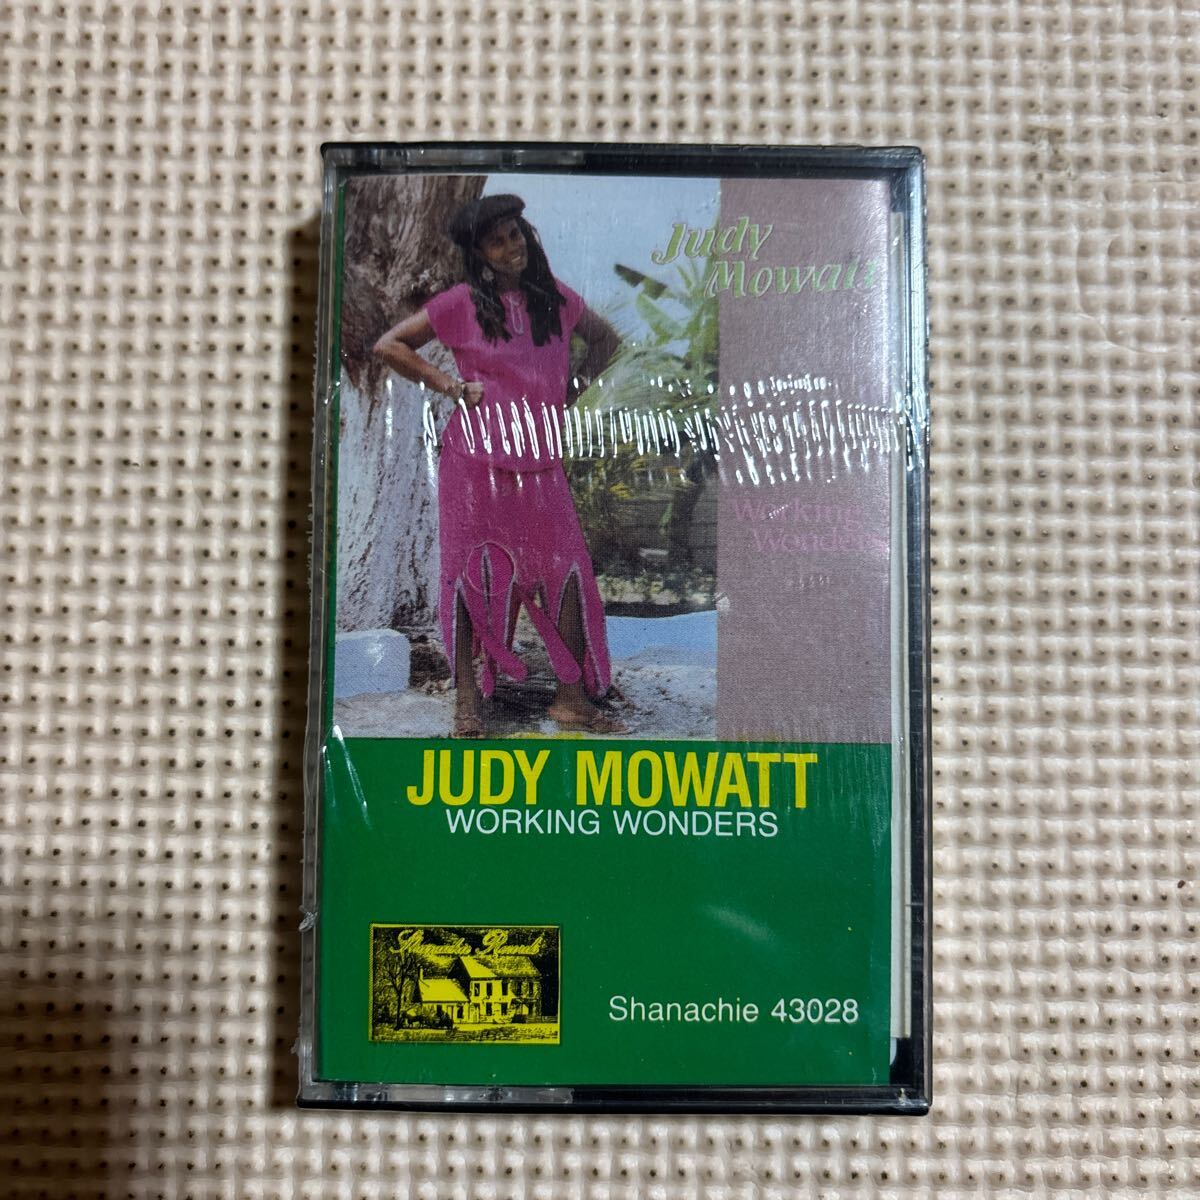 Judy
Mowatt
Working
Wonders
JUDY MOWATT
WORKING WONDERS
Shanachie Records
Shanachie 43028